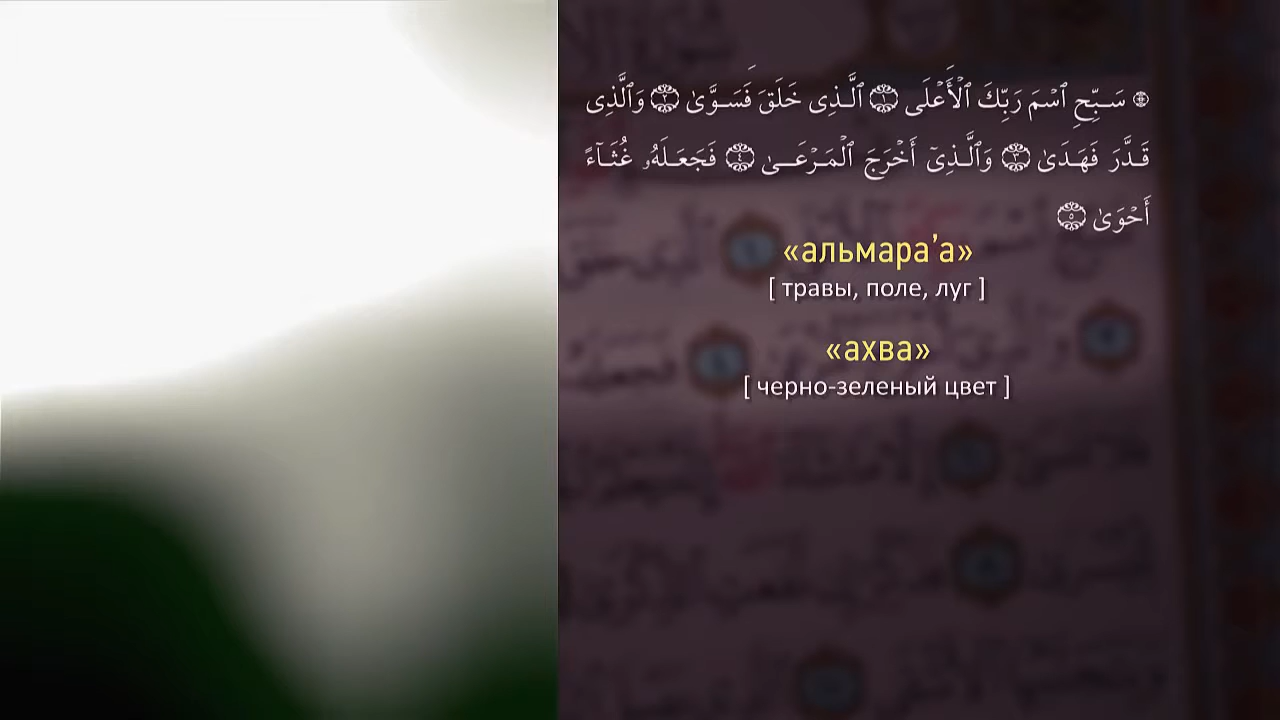 ۞ سَبِّحِ ٱسْمَ رَبِّكَ ٱلْأَعْلَى ١ ٱلَّذِى خَلَقَ فَسَوَّىٰ ٢ وَٱلَّذِى
قَدَّرَ فَهَدَىٰ ٣ وَٱلَّذِىٓ أَخْرَجَ ٱلْمَرْعَىٰ ٤ فَجَعَلَهُۥ غُثَآءً
أَحْوَىٰ ٥
«альмара’а»
[ травы, поле, луг ]
«ахва»
[ черно-зеленый цвет ]